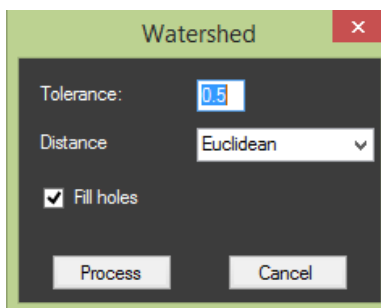 Watershed
Tolerance: 0.5
Distance Euclidean
Fill holes
Process Cancel